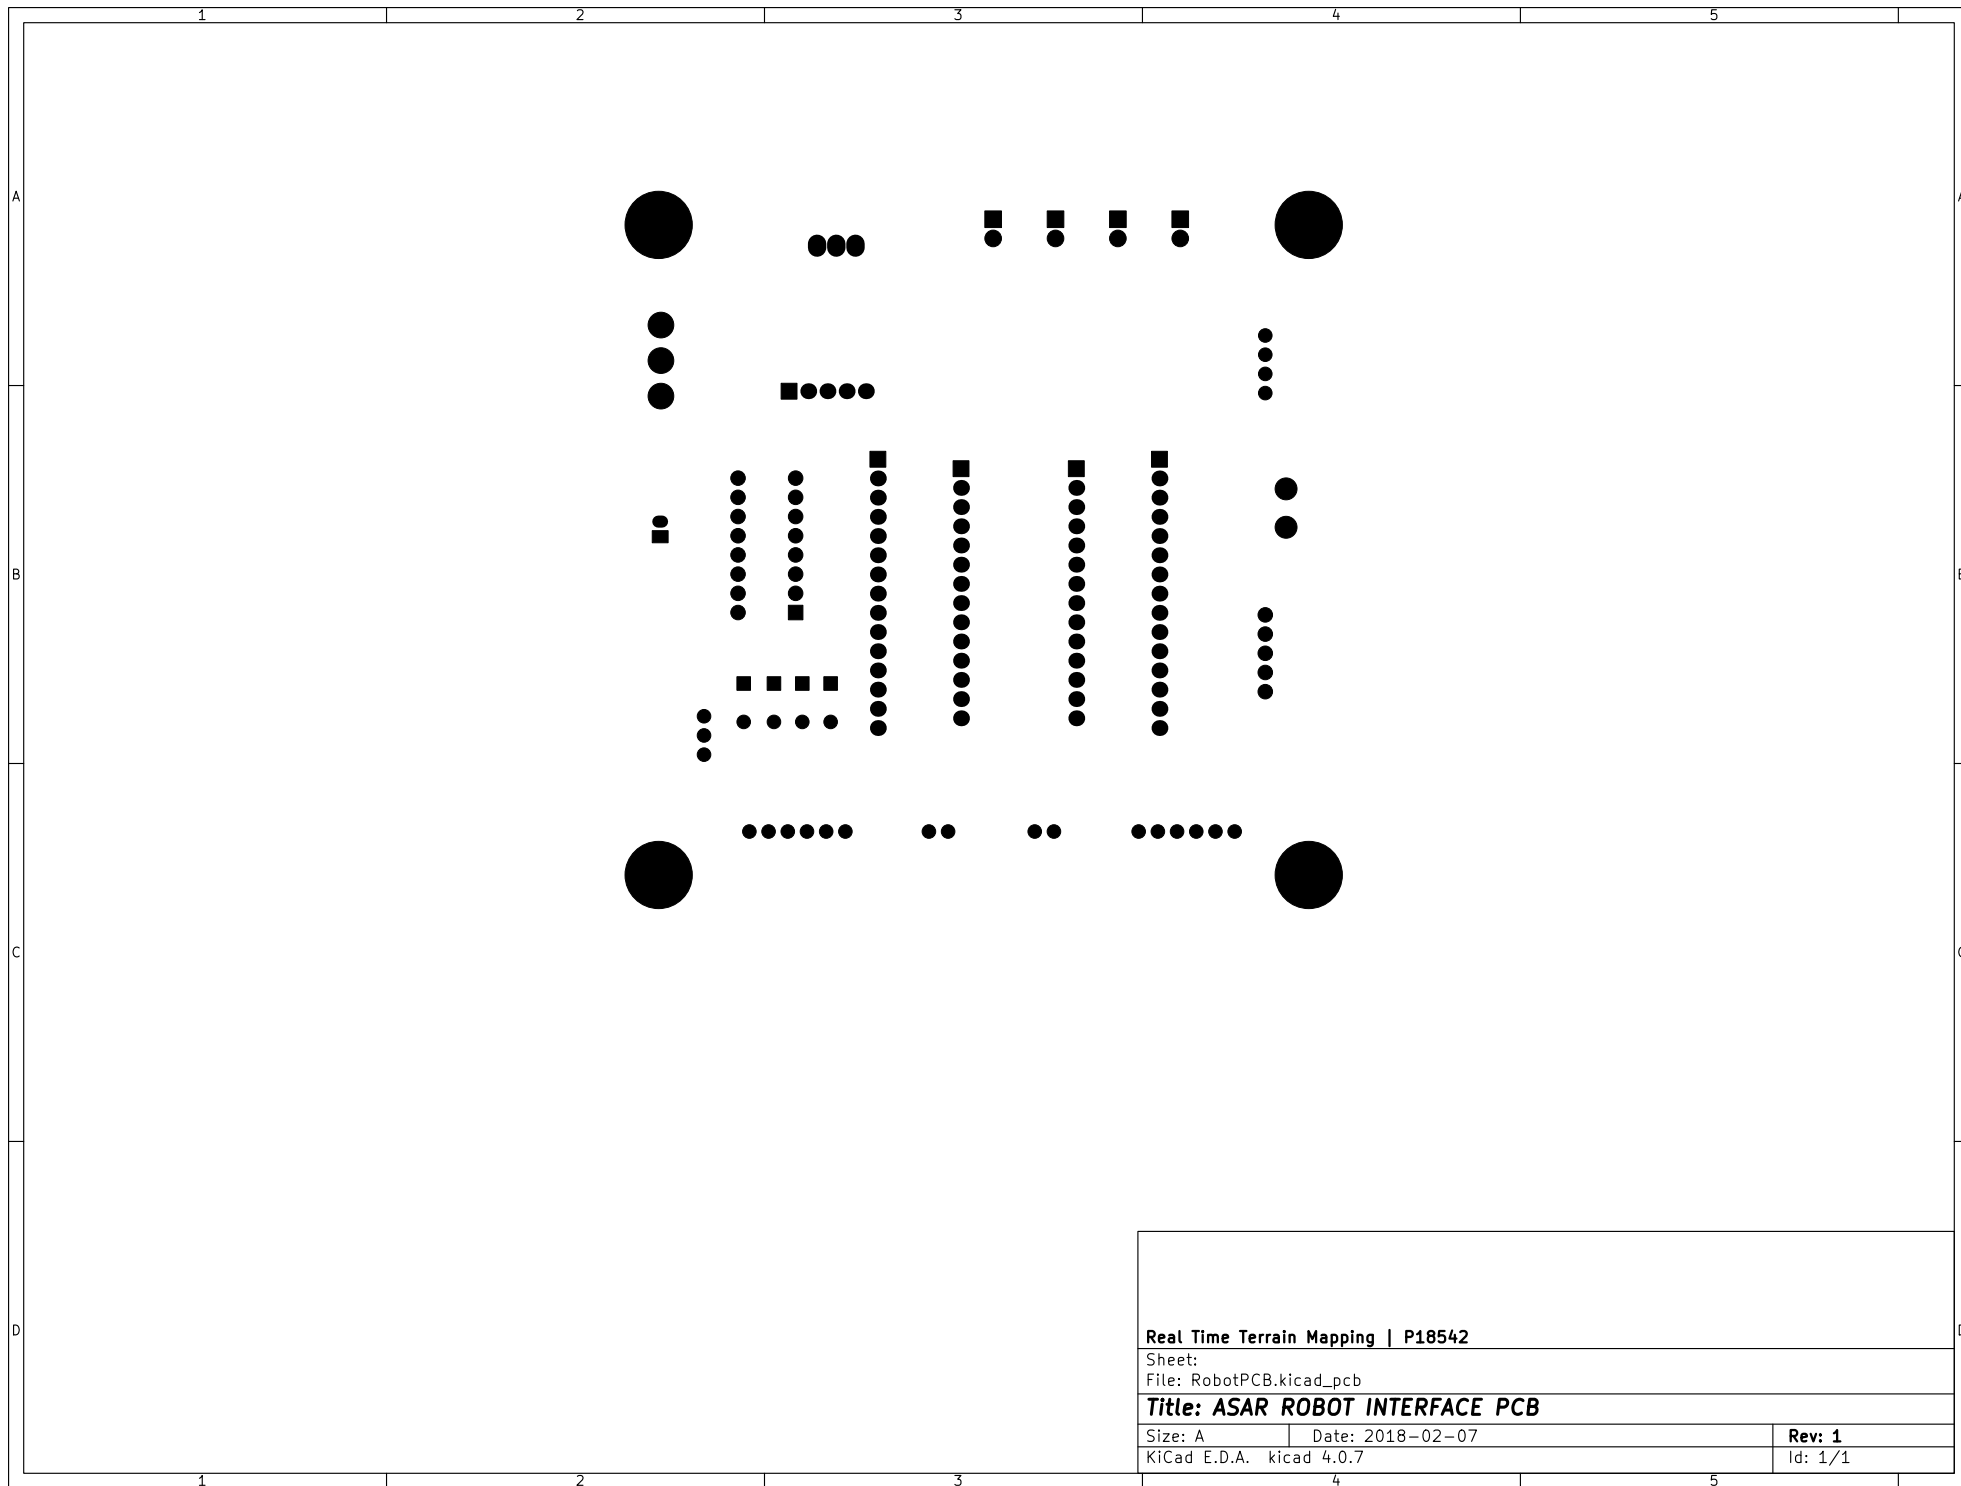 1 2 3 4 5
A A
B B
C C
D D
Real Time Terrain Mapping | P18542
Sheet:
File: RobotPCB.kicad_pcb
Title: ASAR ROBOT INTERFACE PCB
Size: A Date: 2018-02-07 Rev: 1
KiCad E.D.A. kicad 4.0.7 Id: 1/1
1 2 3 4 5